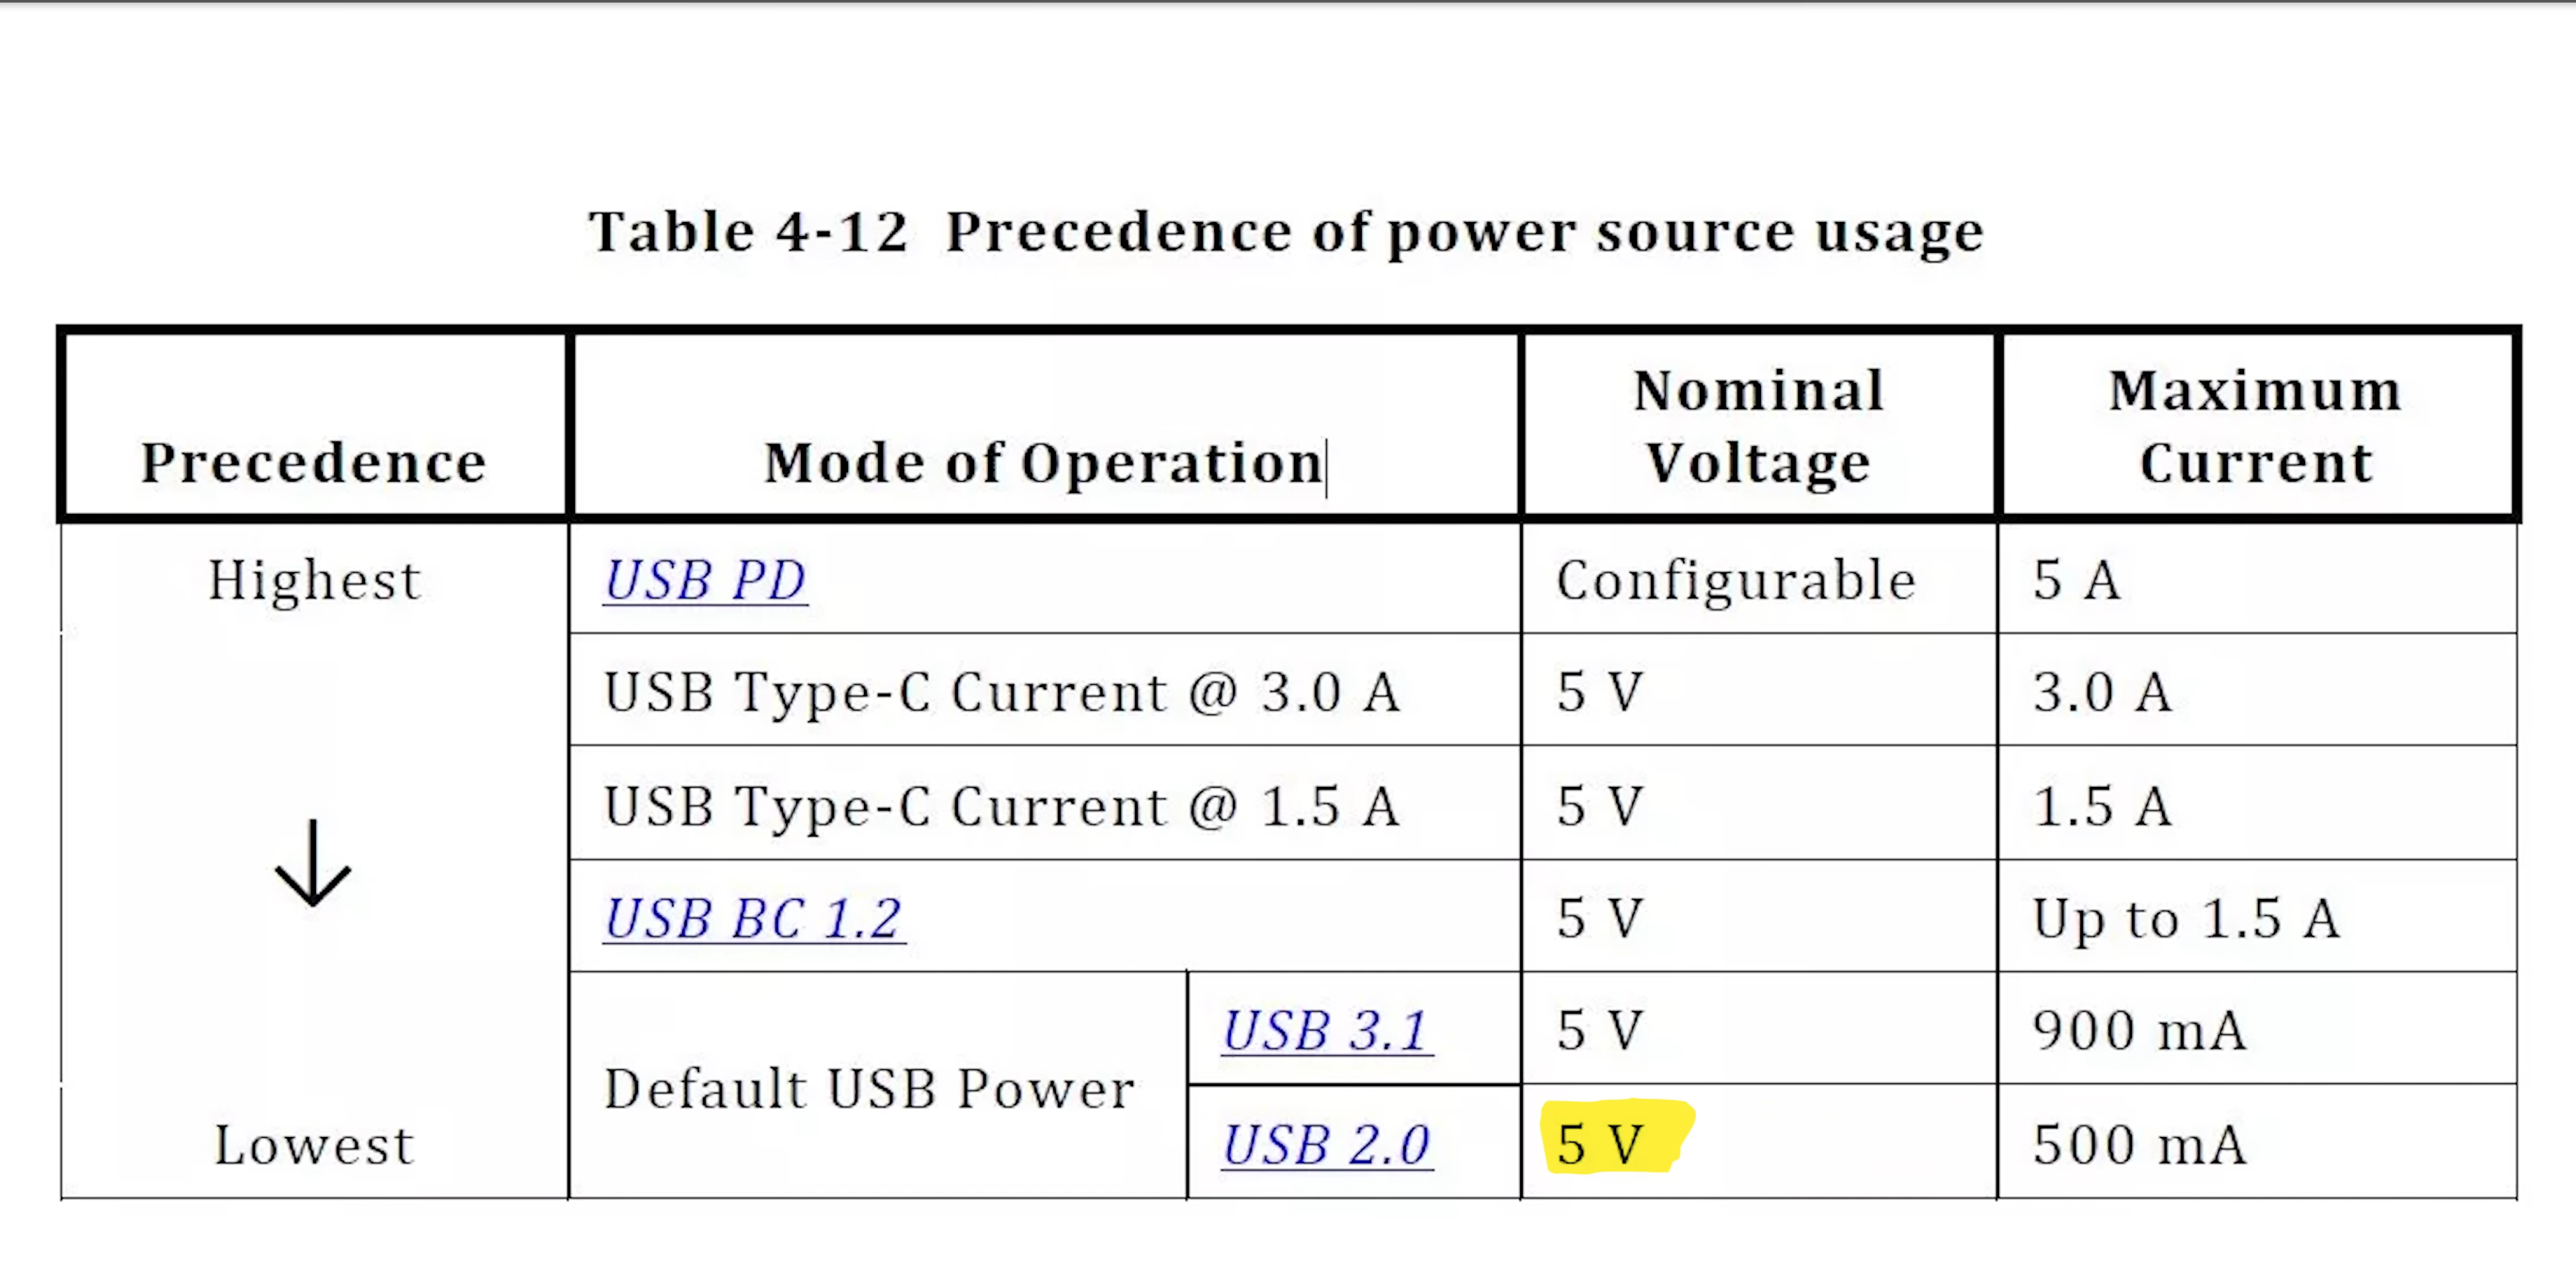 Table 4-12 Precedence of power source usage
Precedence Mode of Operation Nominal Voltage Maximum Current
Highest USB PD Configurable 5 A
USB Type-C Current @ 3.0 A 5 V 3.0 A
USB Type-C Current @ 1.5 A 5 V 1.5 A
USB BC 1.2 5 V Up to 1.5 A
Default USB Power USB 3.1 5 V 900 mA
Lowest USB 2.0 5 V 500 mA